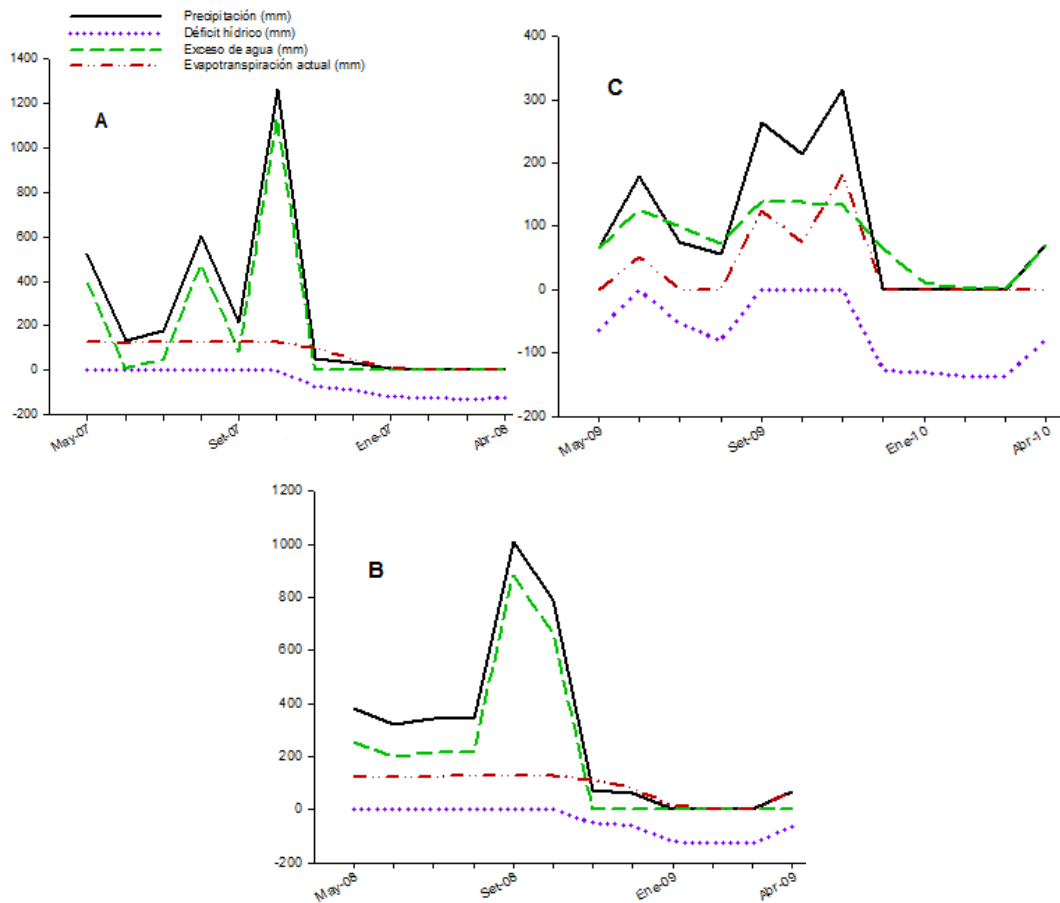 Precipitación (mm)
Déficit hídrico (mm)
Exceso de agua (mm)
Evapotranspiración actual (mm)
A
1400
1200
1000
800
600
400
200
0
-200
May-07
Set-07
Ene-07
Apr-08
C
400
300
200
100
0
-100
-200
May-09
Set-09
Ene-10
Apr-10
B
1200
1000
800
600
400
200
0
-200
May-08
Set-08
Ene-09
Apr-09